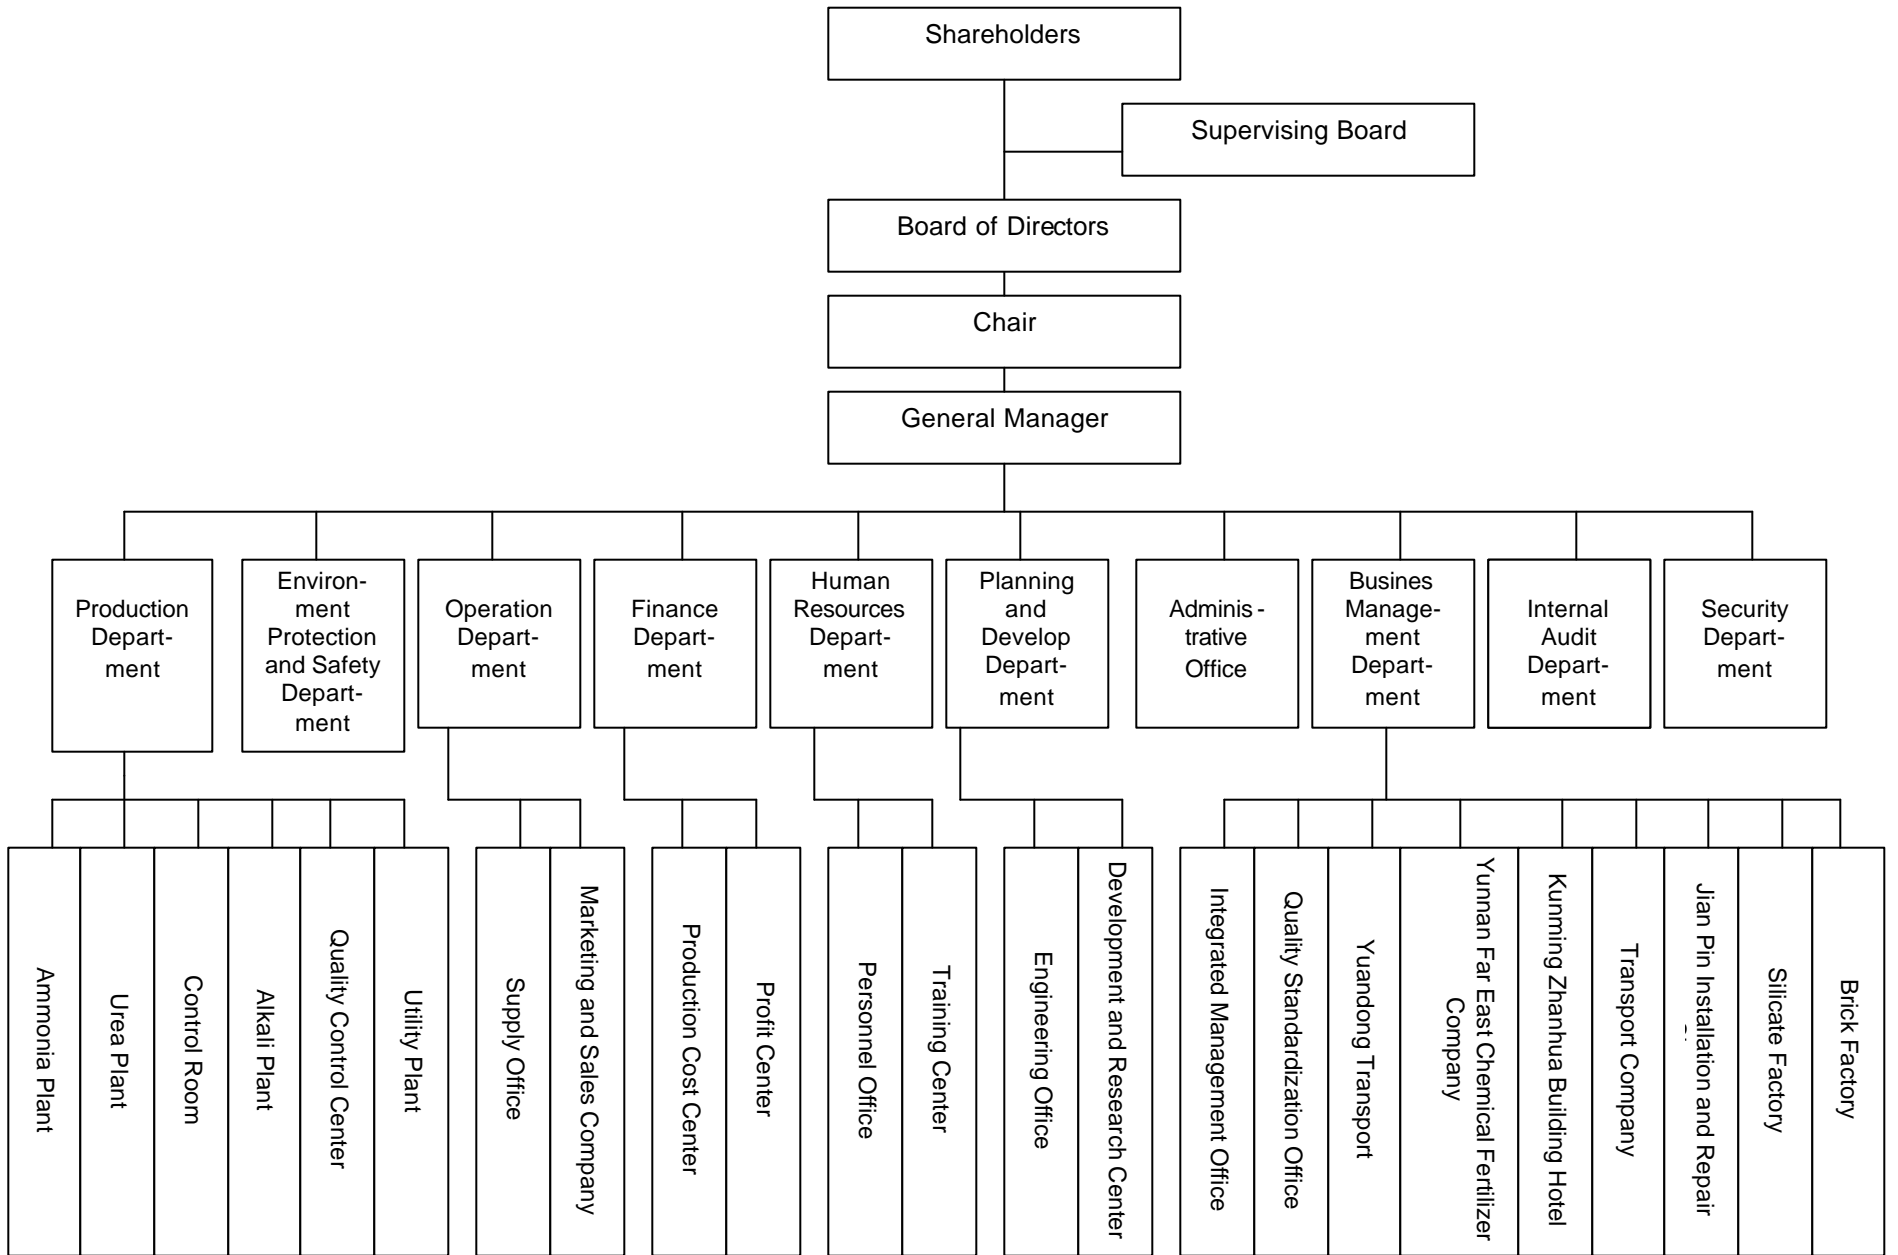 Shareholders
Supervising Board
Board of Directors
Chair
General Manager
Production
Depart-
ment
Environ-
ment
Protection
and Safety
Depart-
ment
Operation
Depart-
ment
Finance
Depart-
ment
Human
Resources
Depart-
ment
Planning
and
Develop
Depart-
ment
Adminis -
trative
Office
Busines
Manage-
ment
Depart-
ment
Internal
Audit
Depart-
ment
Security
Depart-
ment
Ammonia Plant
Urea Plant
Control Room
Alkali Plant
Quality Control Center
Utility Plant
Supply Office
Marketing and Sales Company
Production Cost Center
Profit Center
Personnel Office
Training Center
Engineering Office
Development and Research Center
Integrated Management Office
Quality Standardization Office
Yuandong Transport
Yunnan Far East Chemical Fertilizer
Company
Kunming Zhanhua Building Hotel
Transport Company
Jian Pin Installation and Repair
Silicate Factory
Brick Factory